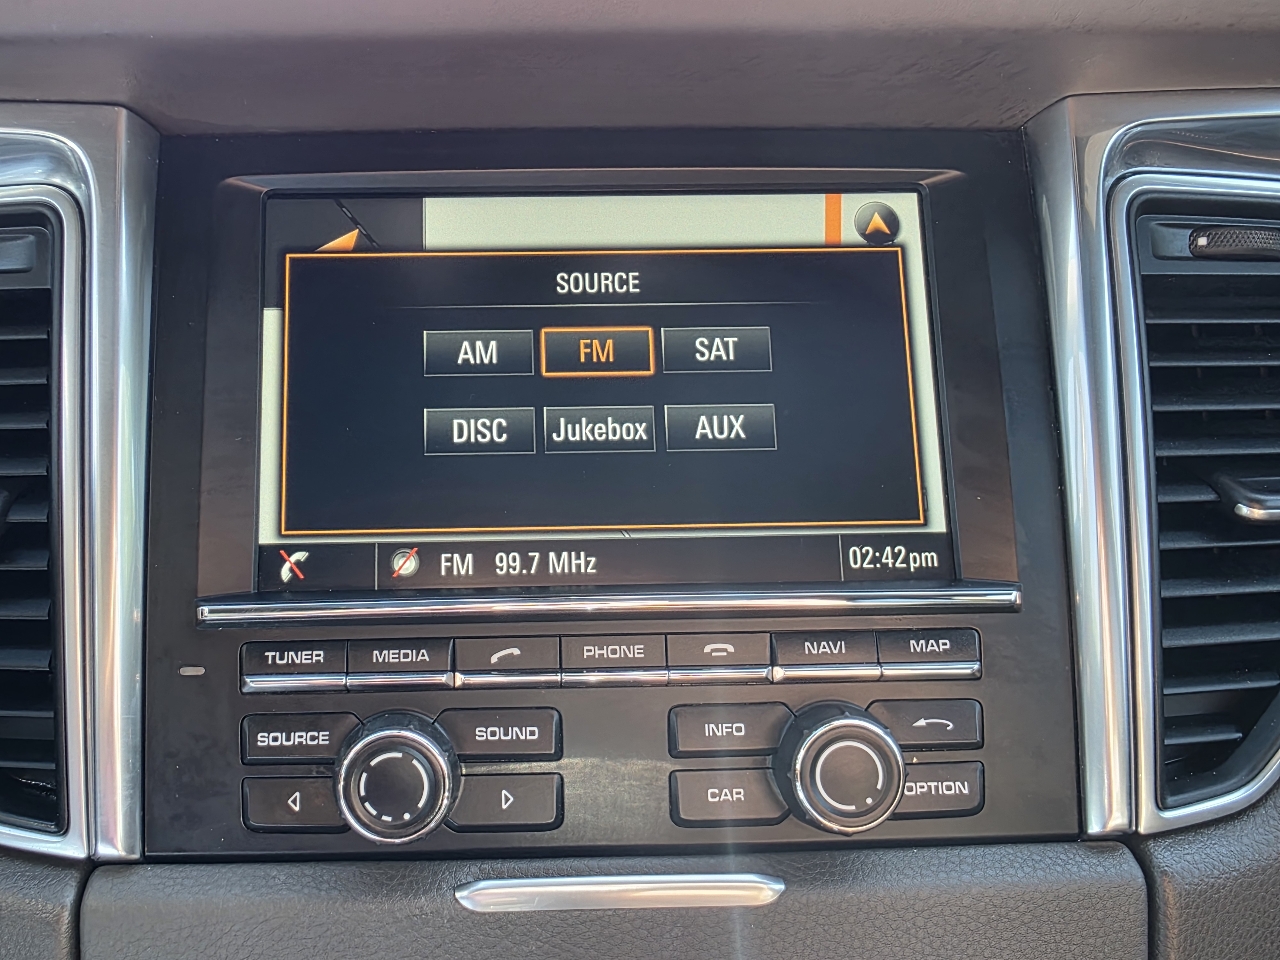 SOURCE
AM FM SAT
DISC Jukebox AUX
FM 99.7 MHz 02:42pm
TUNER MEDIA PHONE NAVI MAP
SOURCE SOUND INFO
CAR OPTION